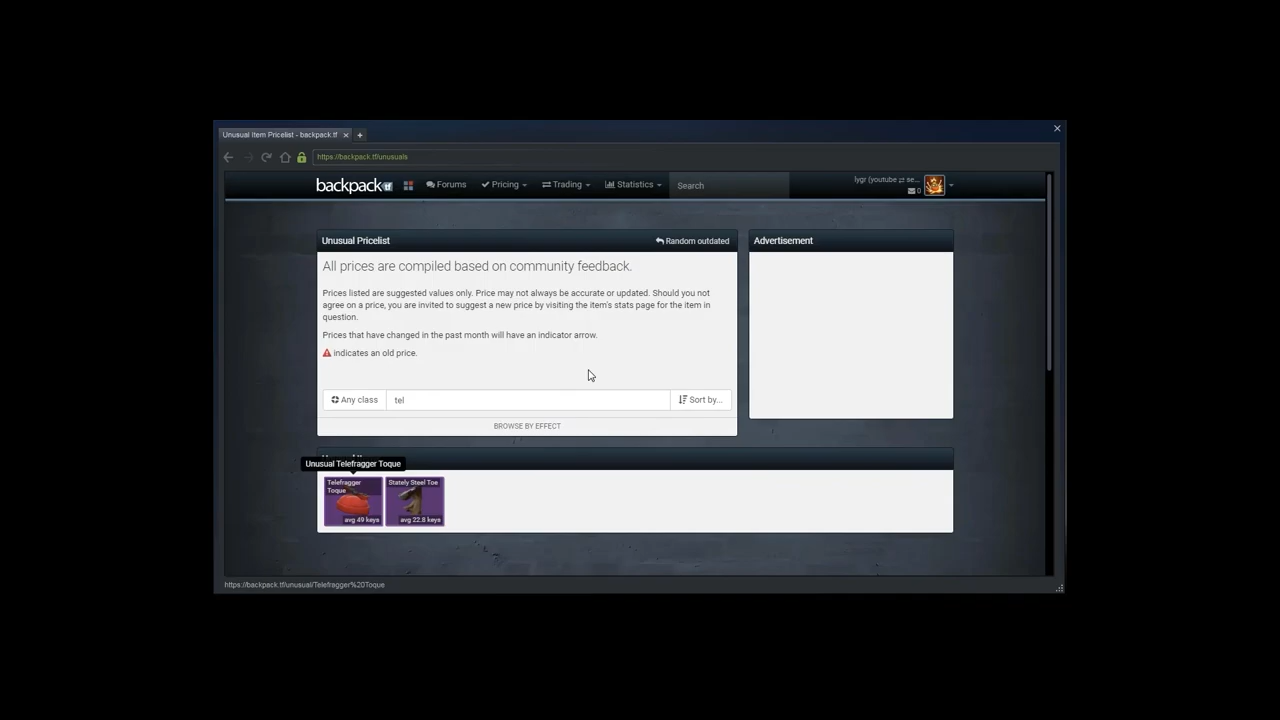 Unusual Item Pricelist - backpack.tf
https://backpack.tf/unusuals
backpack tf Forums Pricing Trading Statistics Search lygr (youtube ⇄ se...
0
Unusual Pricelist Random outdated
All prices are compiled based on community feedback.
Prices listed are suggested values only. Price may not always be accurate or updated. Should you not
agree on a price, you are invited to suggest a new price by visiting the item's stats page for the item in
question.
Prices that have changed in the past month will have an indicator arrow.
indicates an old price.
Any class tel Sort by...
BROWSE BY EFFECT
Advertisement
Unusual Telefragger Toque
Telefragger
Toque
avg 49 keys
Stately Steel Toe
avg 22.8 keys
https://backpack.tf/unusual/Telefragger%20Toque